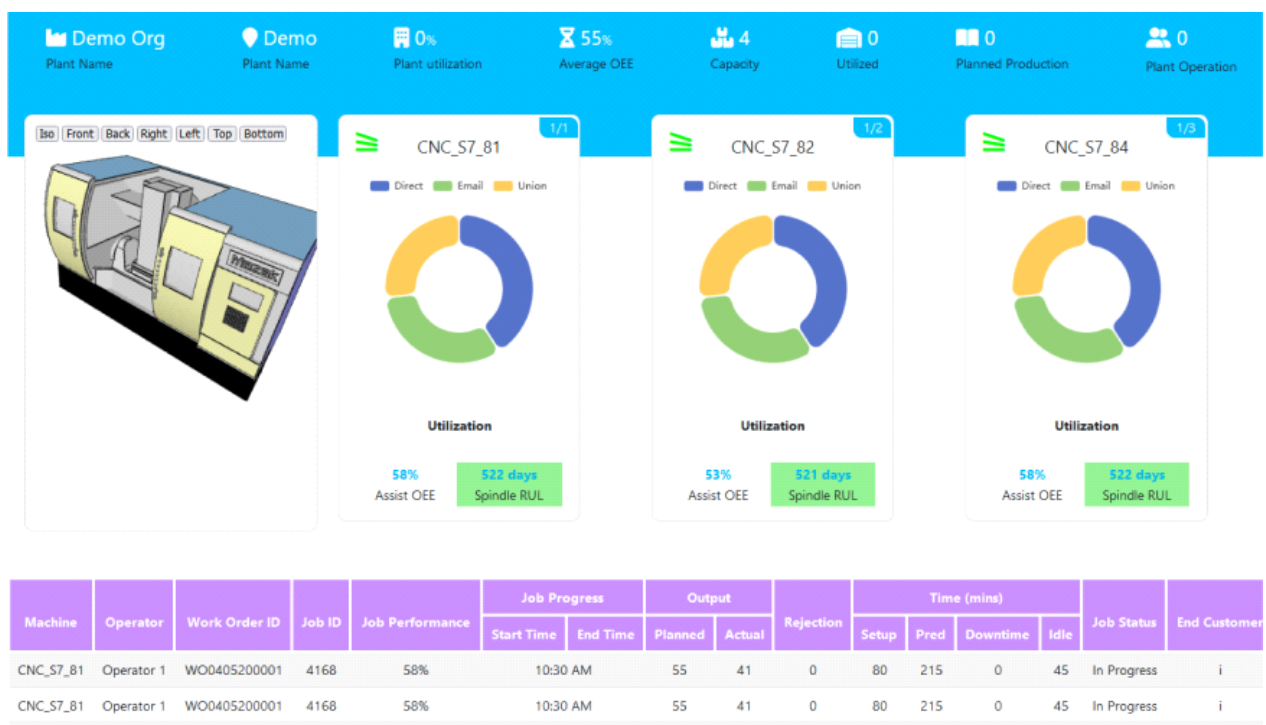 Demo Org
Plant Name
Demo
Plant Name
0%
Plant utilization
55%
Average OEE
4
Capacity
0
Utilized
0
Planned Production
0
Plant Operation
Iso Front Back Right Left Top Bottom
Mazak
1/1
CNC_S7_81
Direct Email Union
Utilization
58%
Assist OEE
522 days
Spindle RUL
1/2
CNC_S7_82
Direct Email Union
Utilization
53%
Assist OEE
521 days
Spindle RUL
1/3
CNC_S7_84
Direct Email Union
Utilization
58%
Assist OEE
522 days
Spindle RUL
Machine Operator Work Order ID Job ID Job Performance Job Progress Output Rejection Time (mins) Job Status End Customer
Start Time End Time Planned Actual Setup Pred Downtime Idle
CNC_S7_81 Operator 1 WO0405200001 4168 58% 10:30 AM 55 41 0 80 215 0 45 In Progress i
CNC_S7_81 Operator 1 WO0405200001 4168 58% 10:30 AM 55 41 0 80 215 0 45 In Progress i